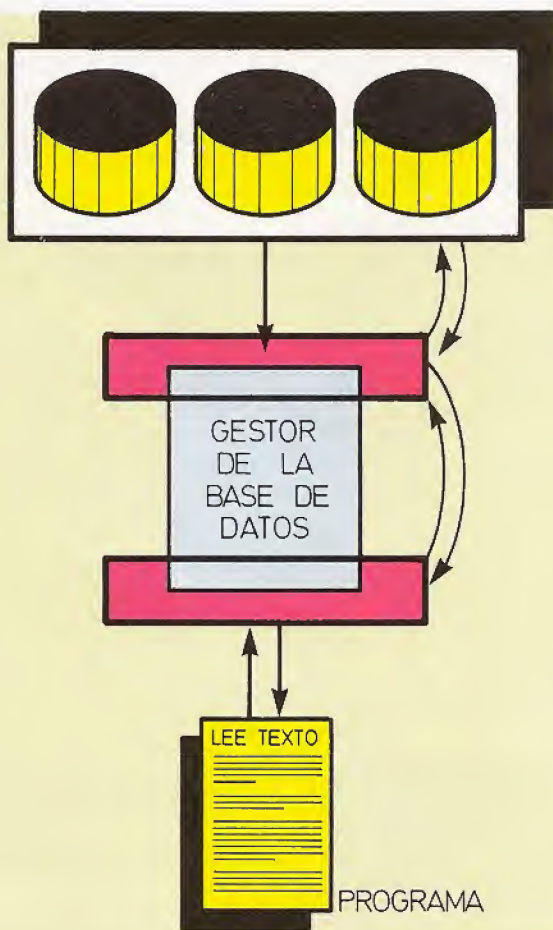 GESTOR
DE LA
BASE DE
DATOS
LEE TEXTO
PROGRAMA